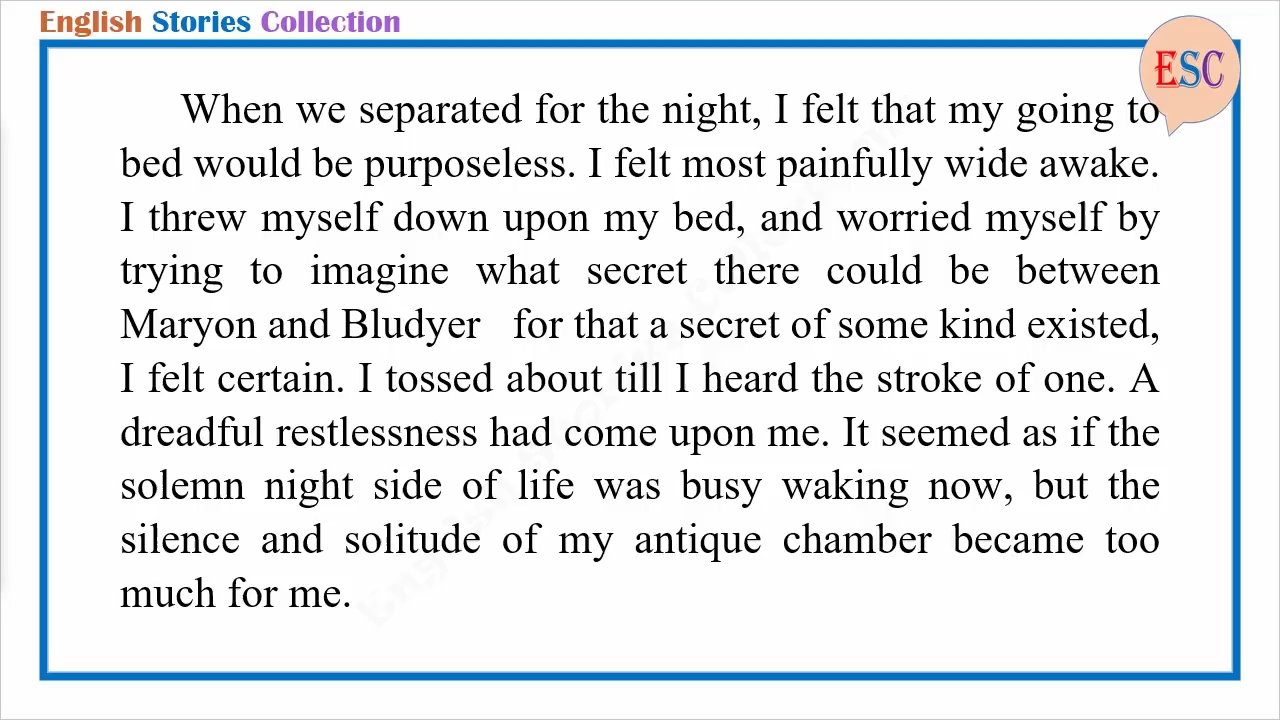 English Stories Collection
ESC
When we separated for the night, I felt that my going to
bed would be purposeless. I felt most painfully wide awake.
I threw myself down upon my bed, and worried myself by
trying to imagine what secret there could be between
Maryon and Bludyer for that a secret of some kind existed,
I felt certain. I tossed about till I heard the stroke of one. A
dreadful restlessness had come upon me. It seemed as if the
solemn night side of life was busy waking now, but the
silence and solitude of my antique chamber became too
much for me.